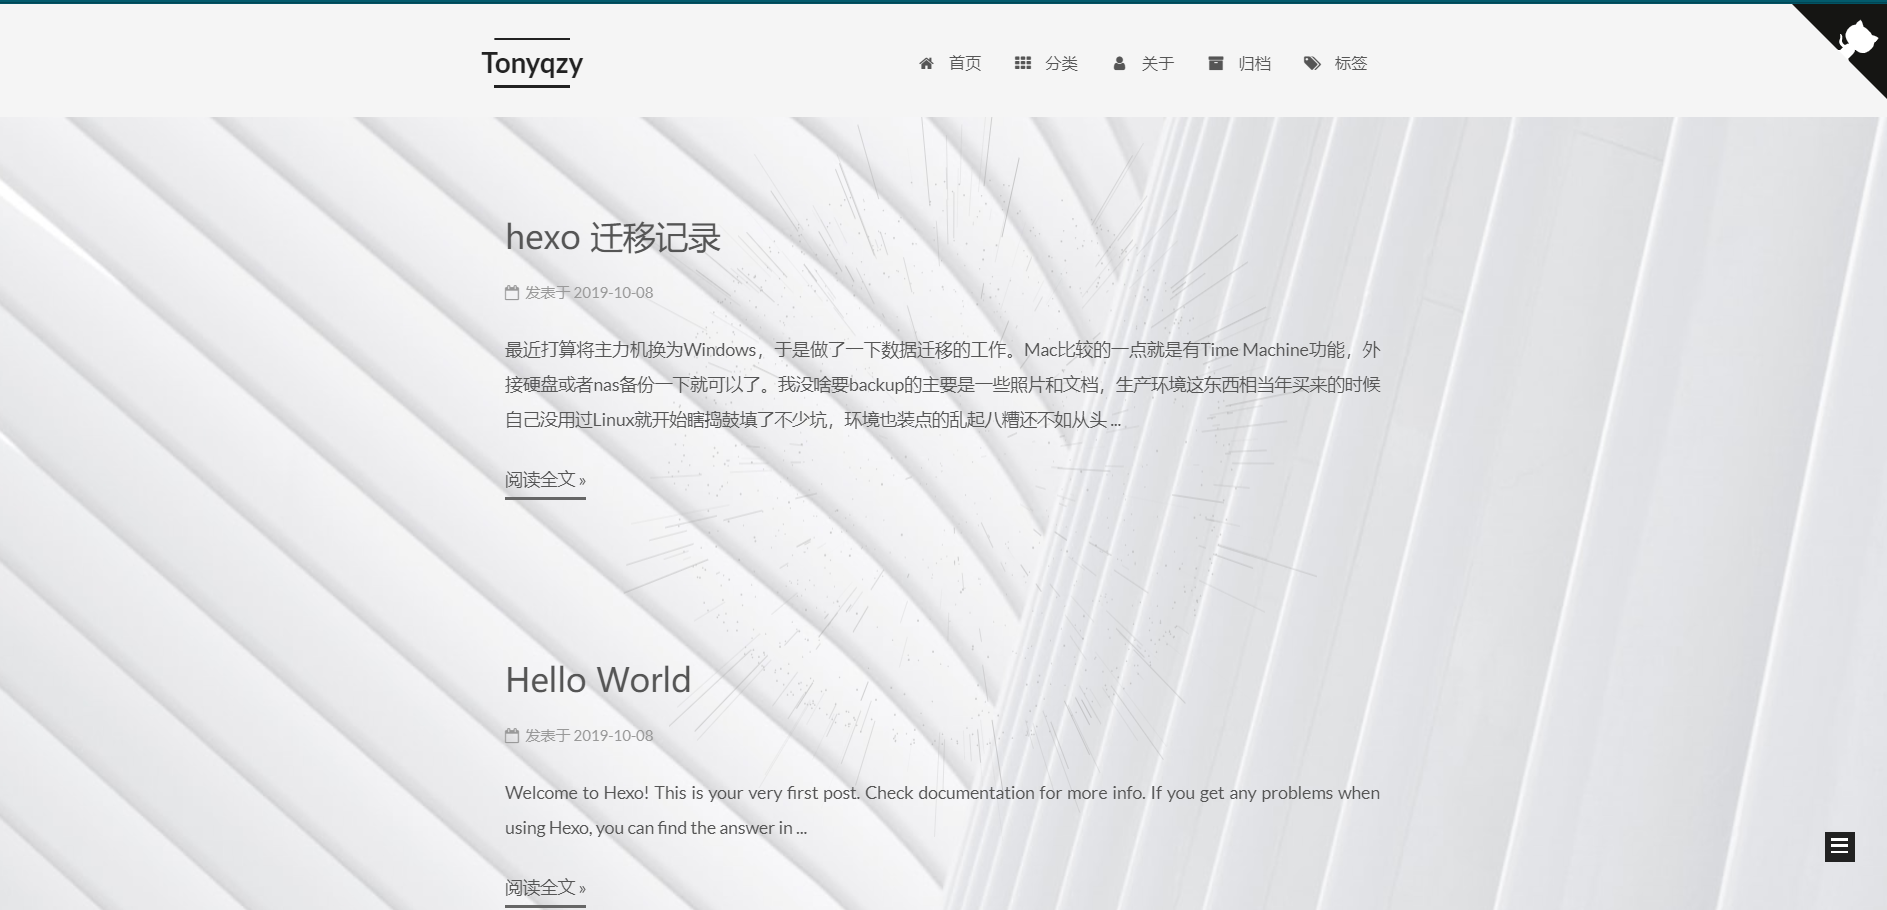 Tonyqzy
首页 分类 关于 归档 标签
hexo 迁移记录
发表于 2019-10-08
最近打算将主力机换为Windows，于是做了一下数据迁移的工作。Mac比较的一点就是有Time Machine功能，外
接硬盘或者nas备份一下就可以了。我没啥要backup的主要是一些照片和文档，生产环境这东西相当年买来的时候
自己没用过Linux就开始瞎捣鼓填了不少坑，环境也装点的乱起八糟还不如从头 ...
阅读全文 »
Hello World
发表于 2019-10-08
Welcome to Hexo! This is your very first post. Check documentation for more info. If you get any problems when
using Hexo, you can find the answer in ...
阅读全文 »